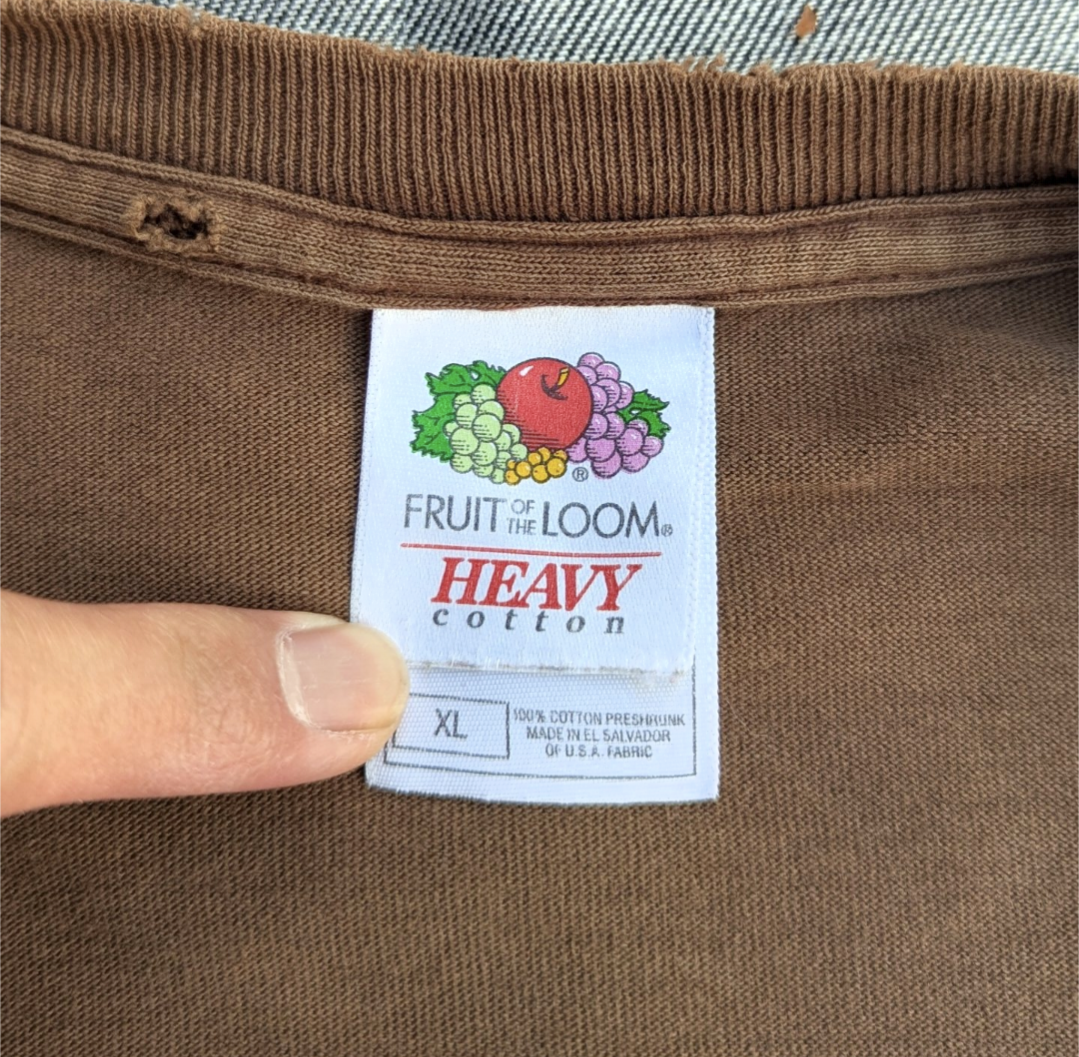 ®
FRUIT OF THE LOOM®
HEAVY
cotton
XL
100% COTTON PRESHRUNK
MADE IN EL SALVADOR
OF U.S.A. FABRIC